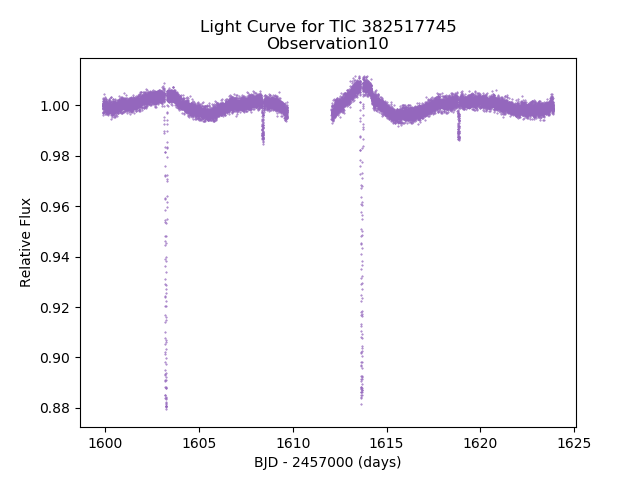 Light Curve for TIC 382517745
Observation10
1.00
0.98
0.96
0.94
0.92
0.90
0.88
Relative Flux
1600 1605 1610 1615 1620 1625
BJD - 2457000 (days)